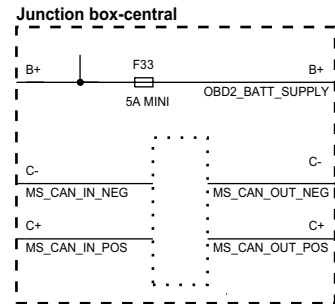 Junction box-central
B+ F33 B+
5A MINI OBD2_BATT_SUPPLY
C- C-
MS_CAN_IN_NEG MS_CAN_OUT_NEG
C+ C+
MS_CAN_IN_POS MS_CAN_OUT_POS